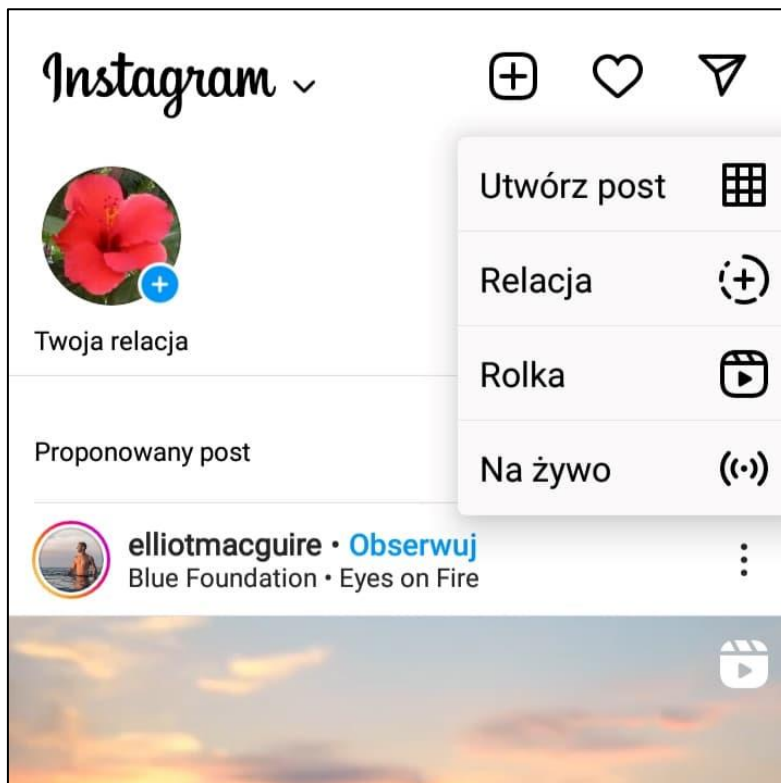 Instagram
Utwórz post
Relacja
Rolka
Na żywo
Twoja relacja
Proponowany post
elliotmacguire • Obserwuj
Blue Foundation • Eyes on Fire